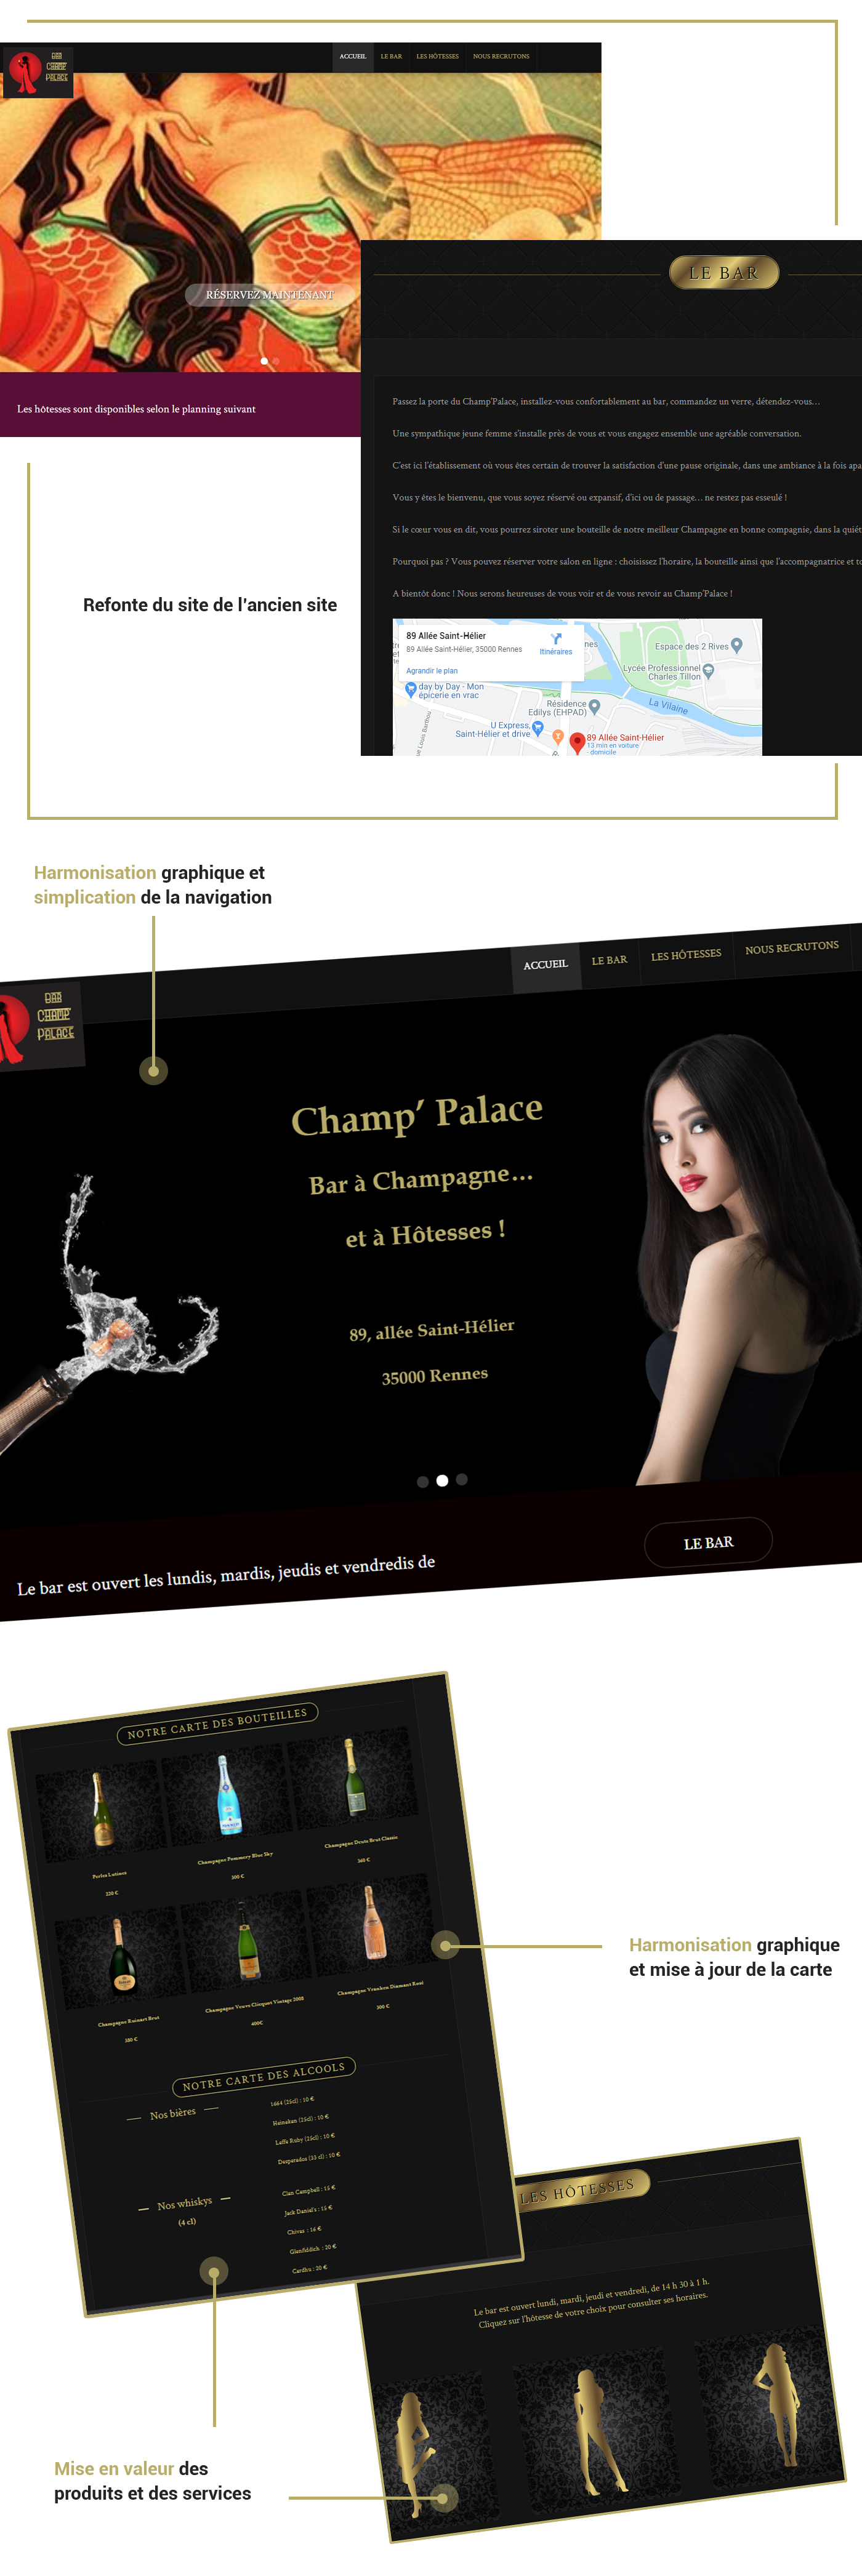 BAR
CHAMP
PALACE
ACCUEIL
LE BAR
LES HÔTESSES
NOUS RECRUTONS
RÉSERVEZ MAINTENANT
Les hôtesses sont disponibles selon le planning suivant
LE BAR
Passez la porte du Champ'Palace, installez-vous confortablement au bar, commandez un verre, détendez-vous…
Une sympathique jeune femme s'installe près de vous et vous engagez ensemble une agréable conversation.
C'est ici l'établissement où vous êtes certain de trouver la satisfaction d'une pause originale, dans une ambiance à la fois apa
Vous y êtes le bienvenu, que vous soyez réservé ou expansif, d'ici ou de passage… ne restez pas esseulé !
Si le cœur vous en dit, vous pourrez siroter une bouteille de notre meilleur Champagne en bonne compagnie, dans la quiét
Pourquoi pas ? Vous pouvez réserver votre salon en ligne : choisissez l'horaire, la bouteille ainsi que l'accompagnatrice et to
A bientôt donc ! Nous serons heureuses de vous voir et de vous revoir au Champ'Palace !
89 Allée Saint-Hélier
89 Allée Saint-Hélier, 35000 Rennes
Itinéraires
Agrandir le plan
nes
Espace des 2 Rives
Lycée Professionnel
Charles Tillon
day by Day - Mon
épicerie en vrac
Résidence
Edilys (EHPAD)
La Vilaine
U Express,
Saint-Hélier et drive
ue Louis Barthou
89 Allée Saint-Hélier
13 min en voiture
- domicile
Refonte du site de l'ancien site
Harmonisation graphique et
simplication de la navigation
BAR
CHAMP
PALACE
ACCUEIL
LE BAR
LES HÔTESSES
NOUS RECRUTONS
Champ' Palace
Bar à Champagne…
et à Hôtesses !
89, allée Saint-Hélier
35000 Rennes
Le bar est ouvert les lundis, mardis, jeudis et vendredis de
LE BAR
NOTRE CARTE DES BOUTEILLES
Perles Lutines
220 €
Champagne Pommery Blue Sky
300 €
Champagne Deutz Brut Classic
360 €
Champagne Ruinart Brut
380 €
Champagne Veuve Clicquot Vintage 2008
400€
Champagne Vranken Diamant Rosé
500 €
NOTRE CARTE DES ALCOOLS
Nos bières
1664 (25cl) : 10 €
Heineken (25cl) : 10 €
Leffe Ruby (25cl) : 10 €
Desperados (33 cl) : 10 €
Nos whiskys
(4 cl)
Clan Campbell : 15 €
Jack Daniel's : 15 €
Chivas : 16 €
Glenfiddich : 20 €
Cardhu : 20 €
Harmonisation graphique
et mise à jour de la carte
LES HÔTESSES
Le bar est ouvert lundi, mardi, jeudi et vendredi, de 14 h 30 à 1 h.
Cliquez sur l'hôtesse de votre choix pour consulter ses horaires.
Mise en valeur des
produits et des services